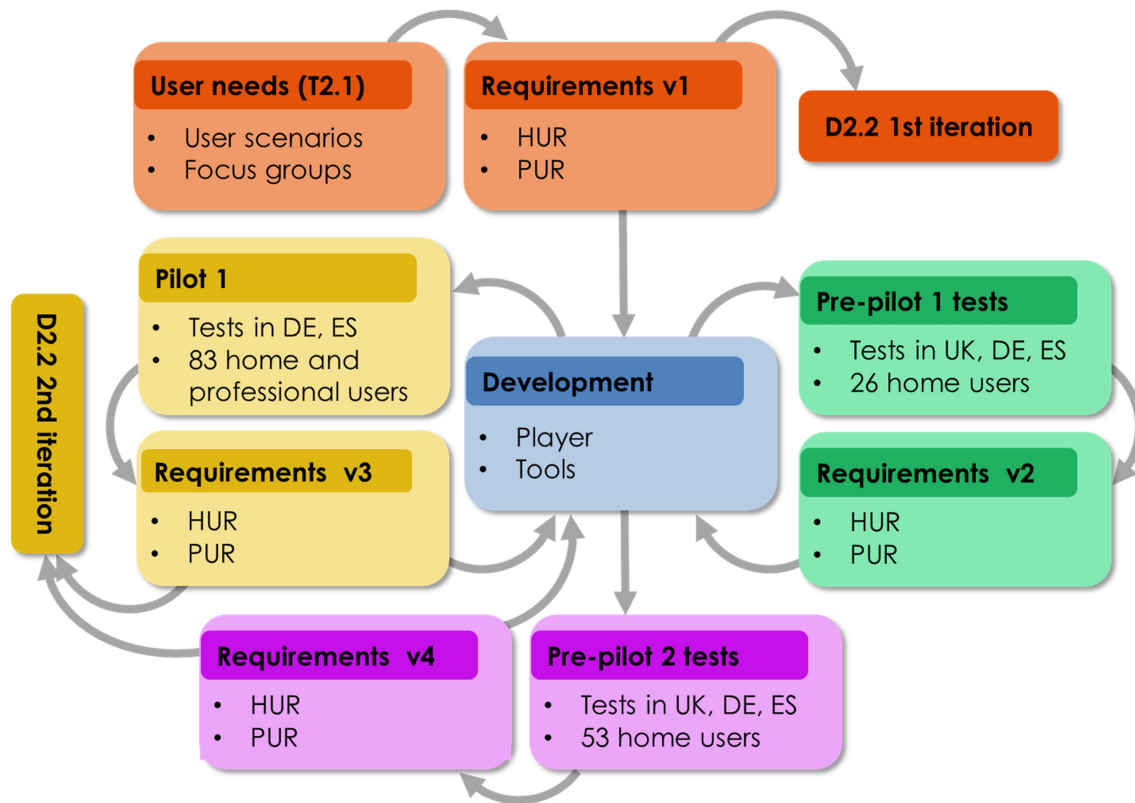 User needs (T2.1)
• User scenarios
• Focus groups
Requirements v1
• HUR
• PUR
D2.2 1st iteration
Pilot 1
• Tests in DE, ES
• 83 home and
professional users
D2.2 2nd iteration
Requirements v3
• HUR
• PUR
Development
• Player
• Tools
Pre-pilot 1 tests
• Tests in UK, DE, ES
• 26 home users
Requirements v2
• HUR
• PUR
Requirements v4
• HUR
• PUR
Pre-pilot 2 tests
• Tests in UK, DE, ES
• 53 home users